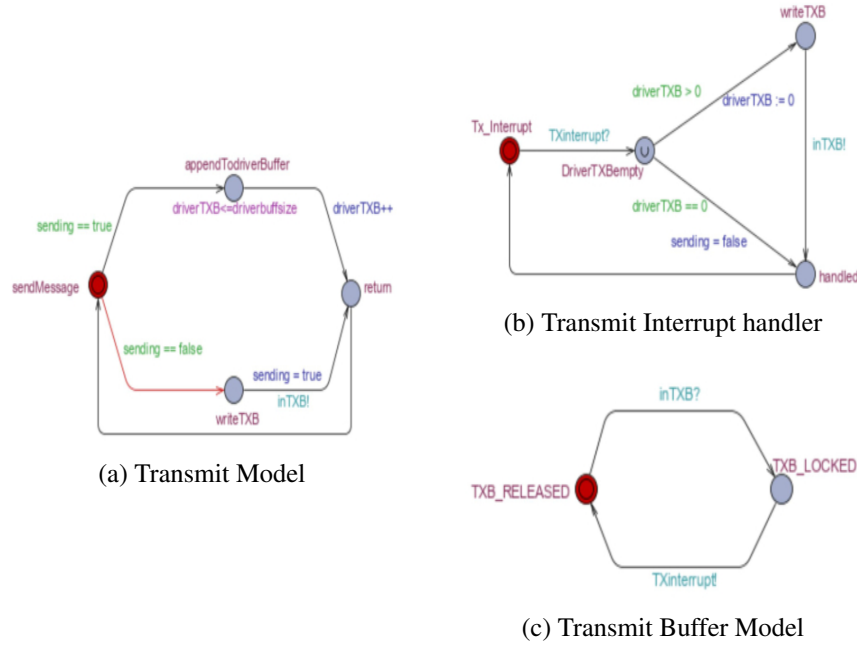 appendTodriverBuffer
driverTXB<=driverbuffsize
driverTXB++
sending == true
sendMessage
return
sending == false
sending = true
inTXB!
writeTXB
(a) Transmit Model
writeTXB
driverTXB > 0
driverTXB := 0
Tx_Interrupt
TXinterrupt?
DriverTXBempty
U
inTXB!
driverTXB == 0
sending = false
handled
(b) Transmit Interrupt handler
inTXB?
TXB_RELEASED
TXB_LOCKED
TXinterrupt!
(c) Transmit Buffer Model